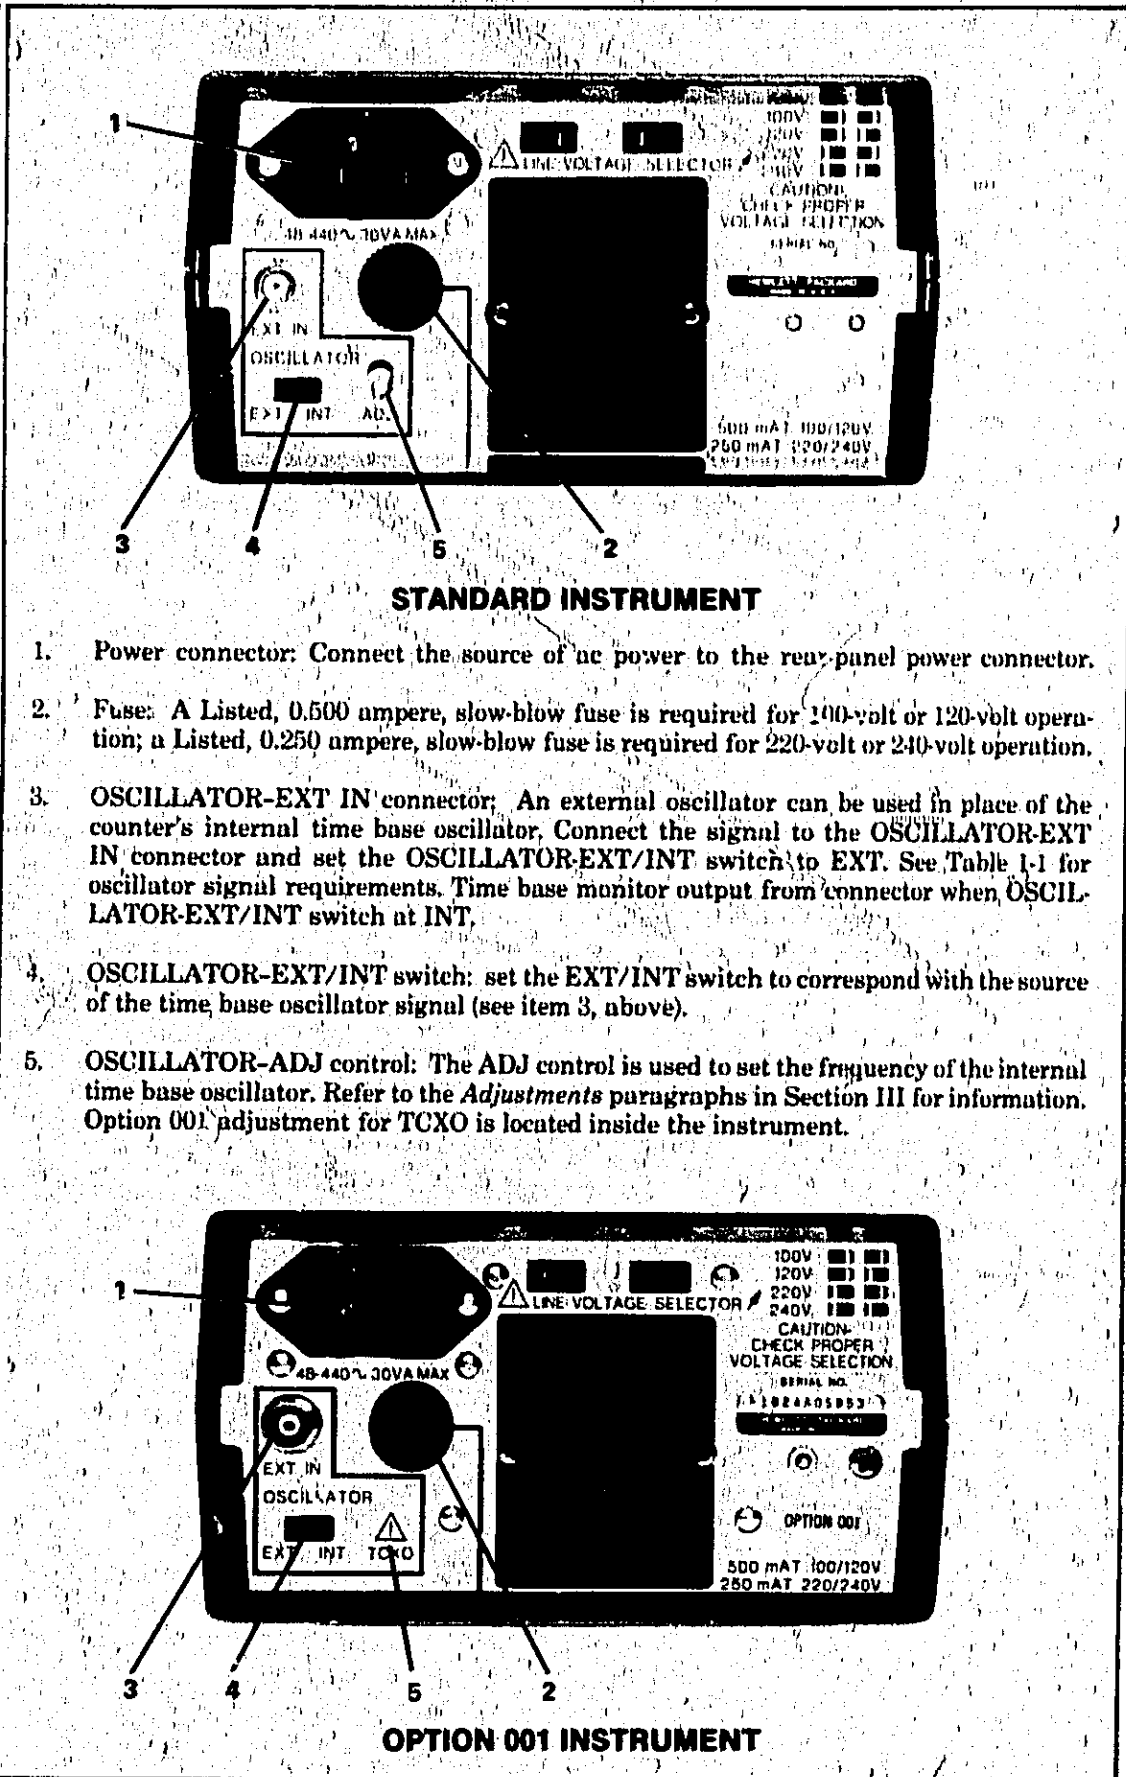 1
100V
120V
LINE VOLTAGE SELECTOR
CAUTION!
CHECK PROPER
VOLTAGE SELECTION
SERIAL NO.
48-440~ 30VA MAX
HEWLETT PACKARD
EXT IN
OSCILLATOR
EXT INT ADJ
500 mAT 100/120V
250 mAT 220/240V
3 4 5 2
STANDARD INSTRUMENT
1. Power connector: Connect the source of ac power to the rear-panel power connector.
2. Fuse: A Listed, 0.500 ampere, slow-blow fuse is required for 100-volt or 120-volt opera-
tion; a Listed, 0.250 ampere, slow-blow fuse is required for 220-volt or 240-volt operation.
3. OSCILLATOR-EXT IN connector: An external oscillator can be used in place of the
counter's internal time base oscillator. Connect the signal to the OSCILLATOR-EXT
IN connector and set the OSCILLATOR-EXT/INT switch to EXT. See Table 1-1 for
oscillator signal requirements. Time base monitor output from connector when OSCIL-
LATOR-EXT/INT switch at INT.
4. OSCILLATOR-EXT/INT switch: set the EXT/INT switch to correspond with the source
of the time base oscillator signal (see item 3, above).
5. OSCILLATOR-ADJ control: The ADJ control is used to set the frequency of the internal
time base oscillator. Refer to the Adjustments paragraphs in Section III for information.
Option 001 adjustment for TCXO is located inside the instrument.
1
100V
120V
220V
240V
LINE VOLTAGE SELECTOR
CAUTION-
CHECK PROPER
VOLTAGE SELECTION
SERIAL NO.
48-440~ 30VA MAX
EXT IN
OSCILLATOR
EXT INT TCXO
OPTION 001
500 mAT 100/120V
250 mAT 220/240V
3 4 5 2
OPTION 001 INSTRUMENT